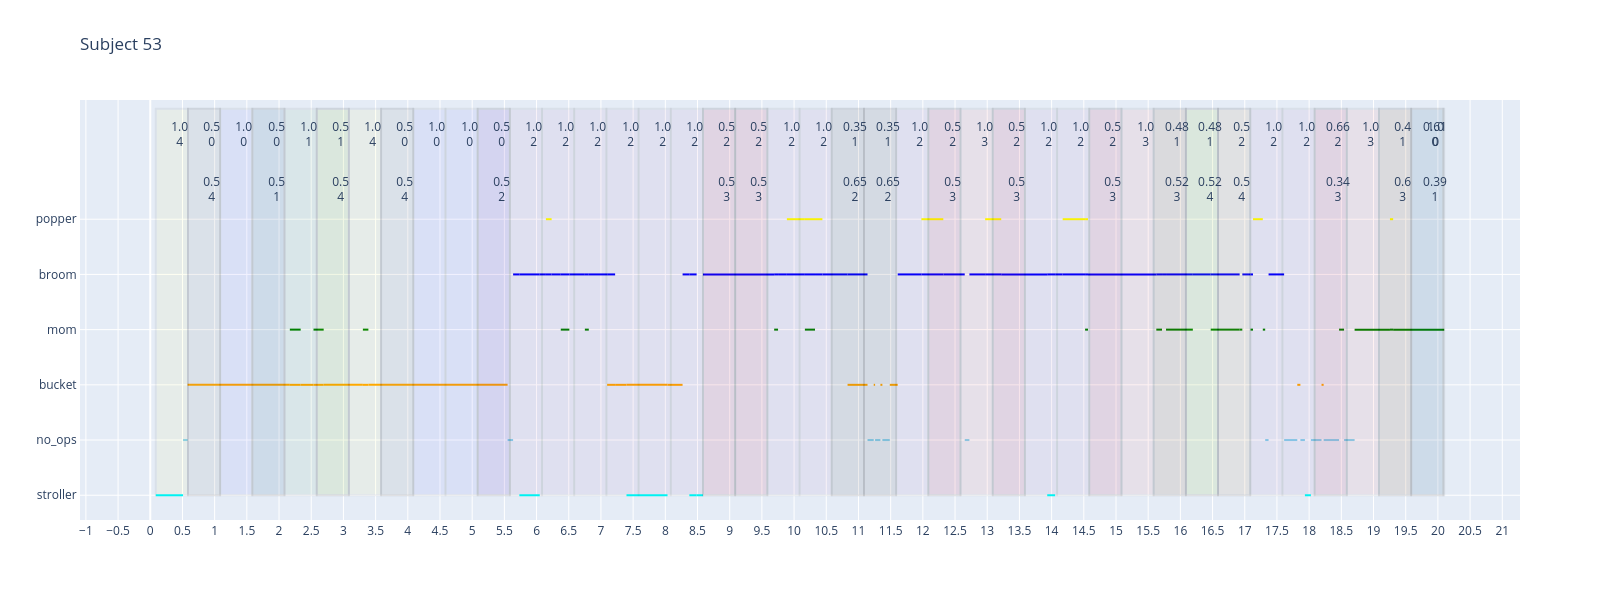 Subject 53
1.0 0.5 1.0 0.5 1.0 0.5 1.0 0.5 1.0 1.0 0.5 1.0 1.0 1.0 1.0 1.0 1.0 0.5 0.5 1.0 1.0 0.35 0.35 1.0 0.5 1.0 0.5 1.0 1.0 0.5 1.0 0.48 0.48 0.5 1.0 1.0 0.66 1.0 0.4
4 0 0 0 1 1 4 0 0 0 0 2 2 2 2 2 2 2 2 2 2 1 1 2 2 3 2 2 2 2 3 1 1 2 2 2 2 3 1 0
0.5 0.5 0.5 0.5 0.5 0.5 0.5 0.65 0.65 0.5 0.5 0.5 0.52 0.52 0.5 0.34 0.6 0.39
4 1 4 4 2 3 3 2 2 3 3 3 3 4 4 3 3 1
popper
broom
mom
bucket
no_ops
stroller
−1 −0.5 0 0.5 1 1.5 2 2.5 3 3.5 4 4.5 5 5.5 6 6.5 7 7.5 8 8.5 9 9.5 10 10.5 11 11.5 12 12.5 13 13.5 14 14.5 15 15.5 16 16.5 17 17.5 18 18.5 19 19.5 20 20.5 21